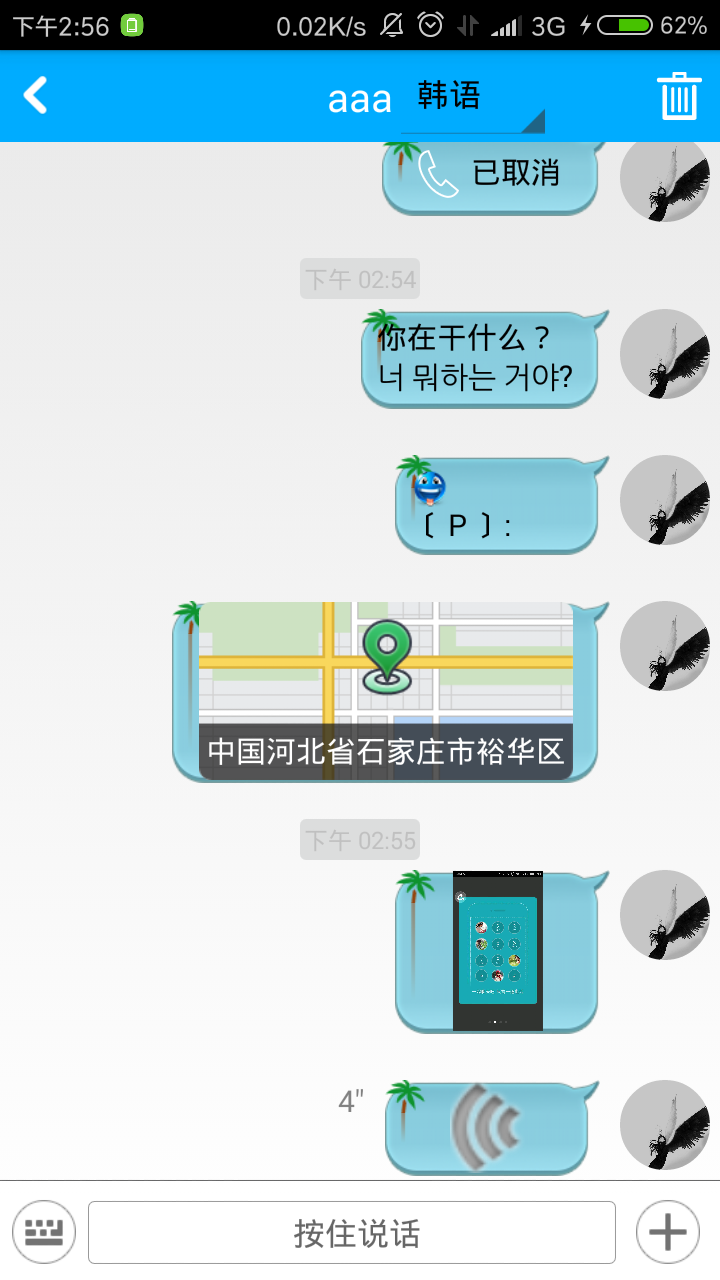 下午2:56 0.02K/s 3G 62%
aaa 韩语
已取消
下午 02:54
你在干什么？
너 뭐하는 거야?
〔 P 〕:
中国河北省石家庄市裕华区
下午 02:55
4"
按住说话